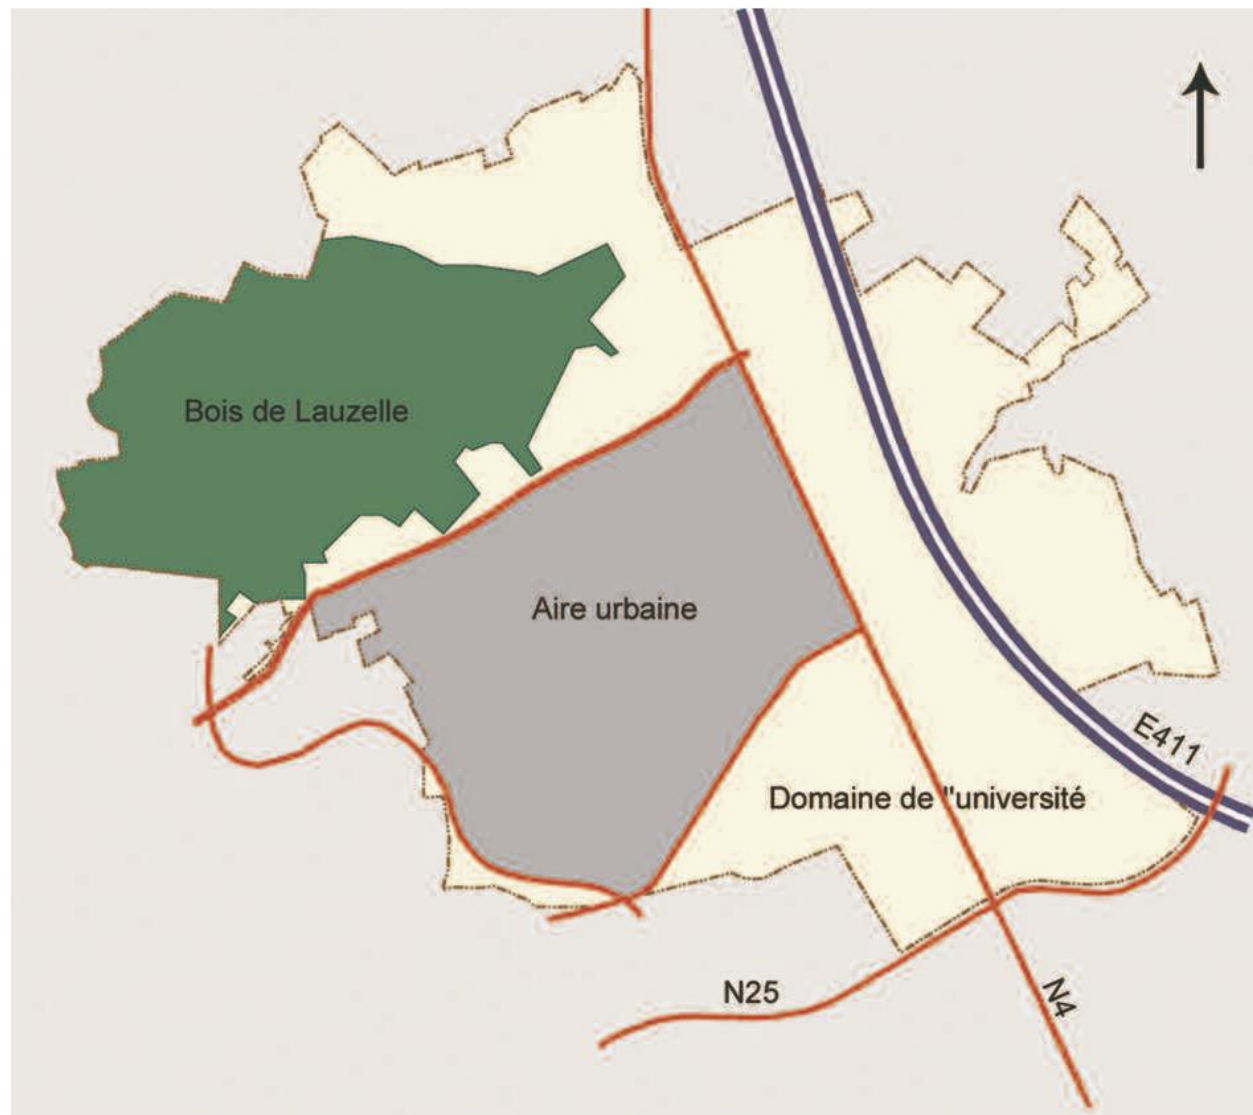 Bois de Lauzelle
Aire urbaine
E411
Domaine de l"université
N25
N4